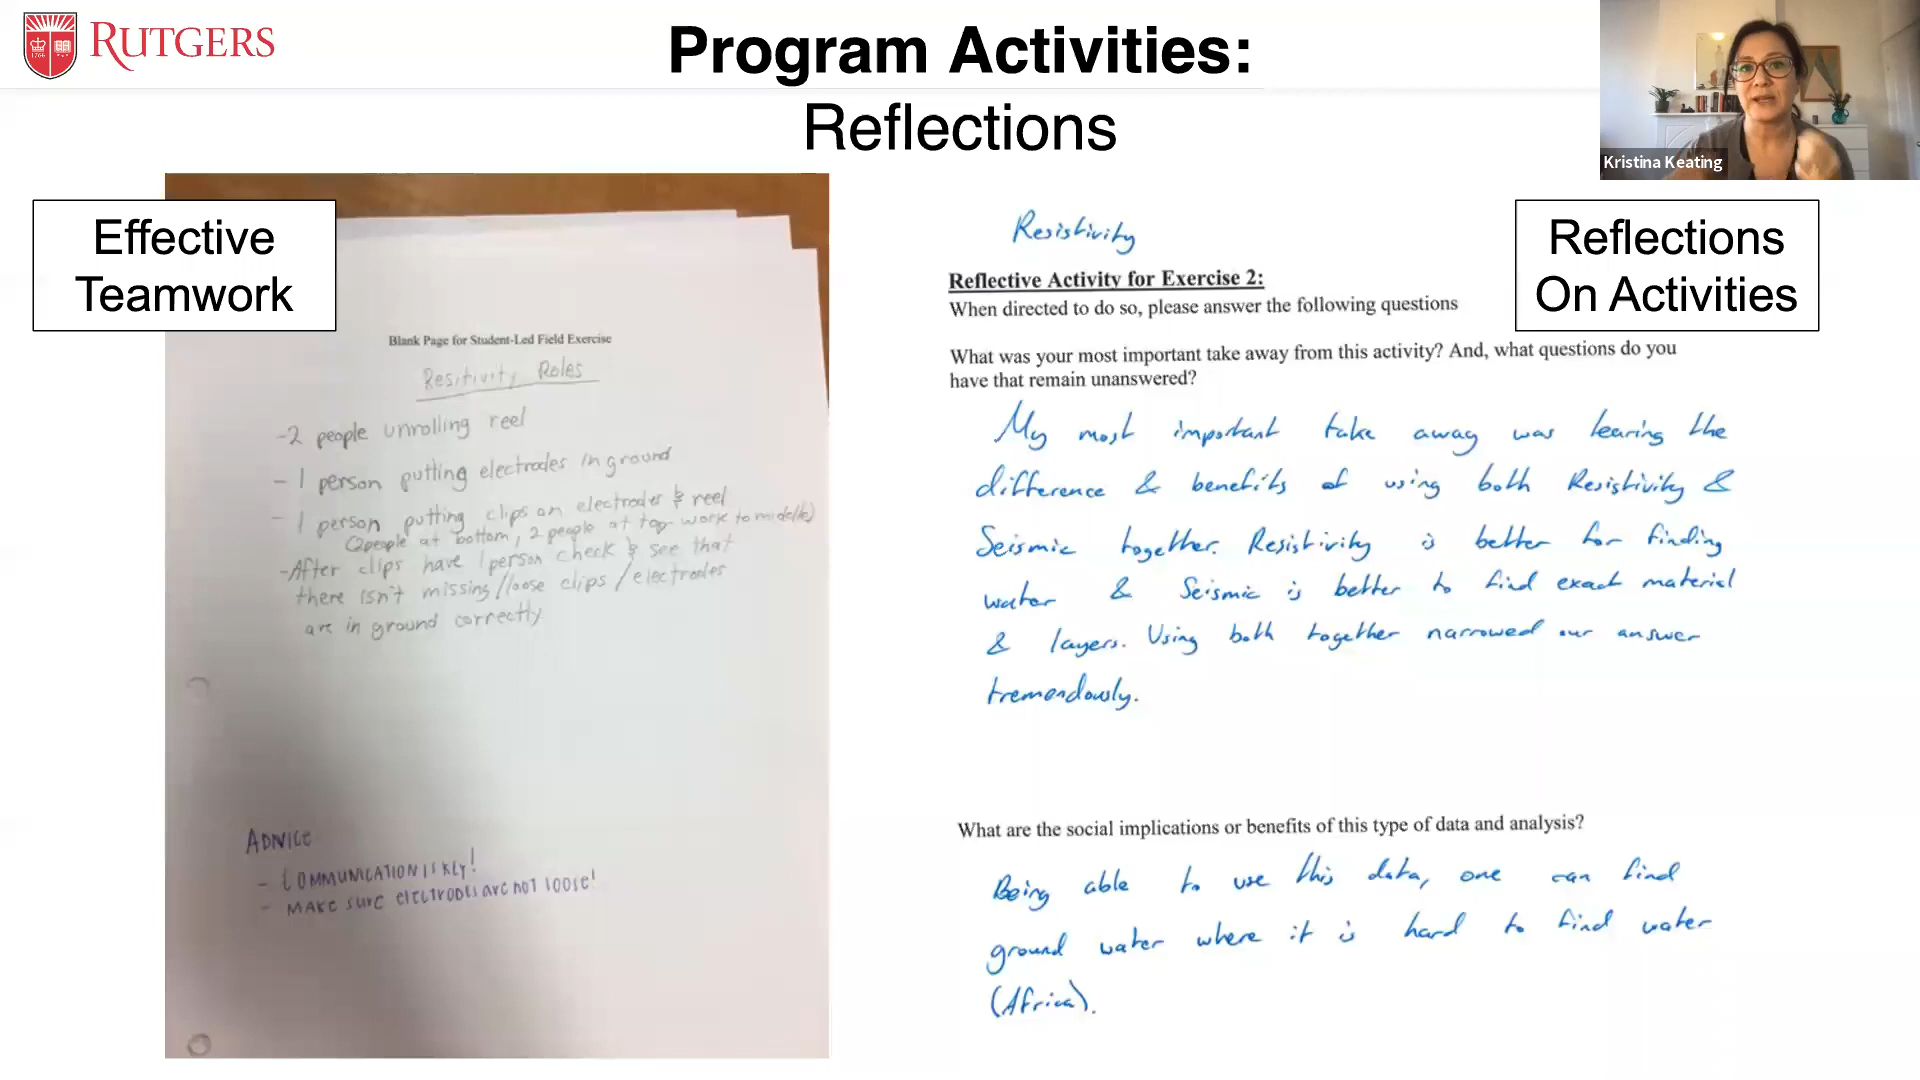 RUTGERS
1766
Program Activities:
Reflections
Kristina Keating
Effective
Teamwork
Blank Page for Student-Led Field Exercise
Resitivity Roles
-2 people unrolling reel
- 1 person putting electrodes in ground
- 1 person putting clips on electrodes & reel
(2people at bottom, 2 people at top work to middle)
-After clips have 1person check & see that
there isn't missing/loose clips/electrodes
are in ground correctly
ADVICE
- COMMUNICATION IS KEY!
- MAKE SURE ELECTRODES ARE NOT LOOSE!
Reflections
On Activities
Resistivity
Reflective Activity for Exercise 2:
When directed to do so, please answer the following questions
What was your most important take away from this activity? And, what questions do you
have that remain unanswered?
My most important take away was learing the
difference & benefits of using both Resistivity &
Seismic together. Resistivity is better for finding
water & Seismic is better to find exact material
& layers. Using both together narrowed our answer
tremendously.
What are the social implications or benefits of this type of data and analysis?
Being able to use this data, one can find
ground water where it is hard to find water
(Africa).